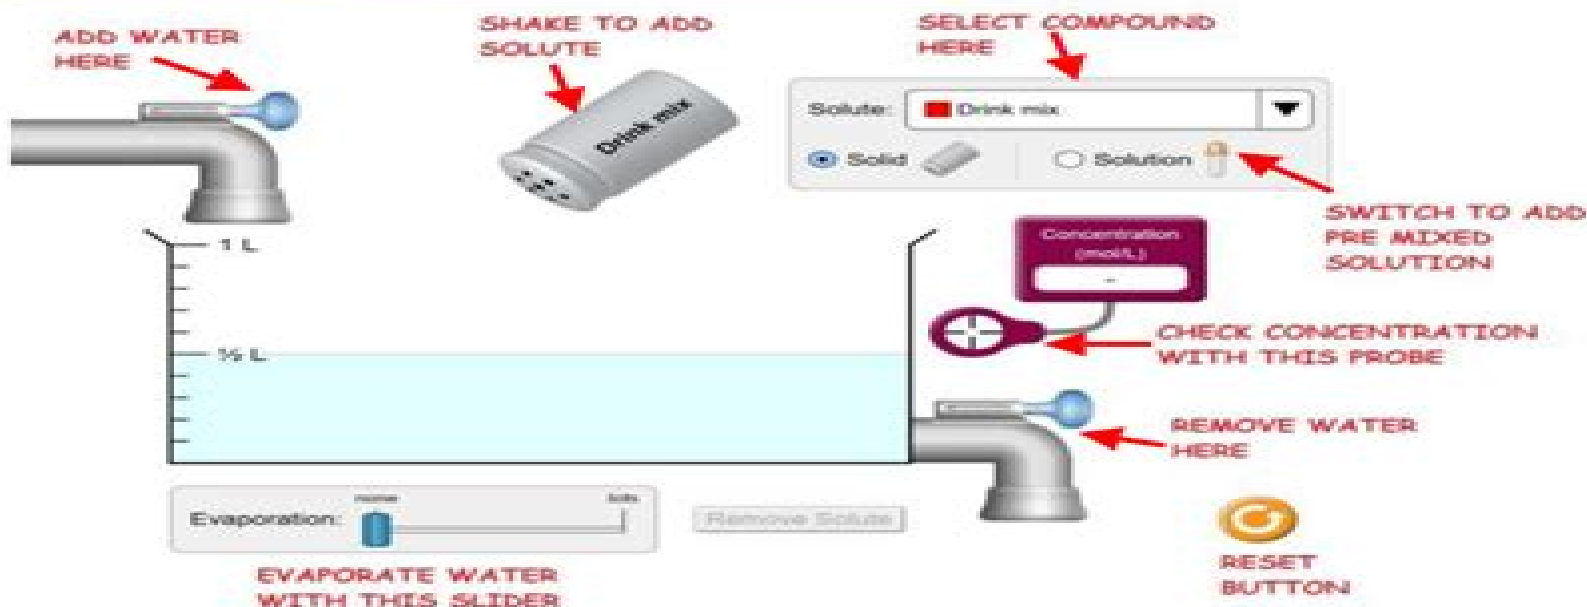 ADD WATER
HERE
SHAKE TO ADD
SOLUTE
SELECT COMPOUND
HERE
Drink mix
Solute: Drink mix
Solid Solution
SWITCH TO ADD
PRE MIXED
SOLUTION
1 L
½ L
Concentration
(mol/L)
-
CHECK CONCENTRATION
WITH THIS PROBE
REMOVE WATER
HERE
none lots
Evaporation:
Remove Solute
EVAPORATE WATER
WITH THIS SLIDER
RESET
BUTTON